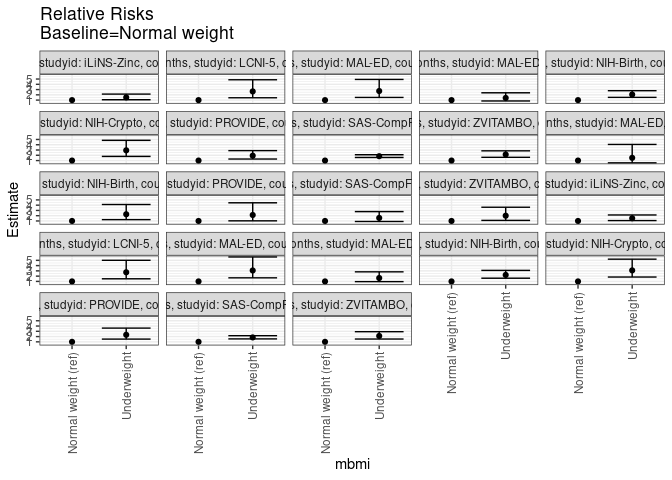 Relative Risks
Baseline=Normal weight
studyid: iLiNS-Zinc, co
nths, studyid: LCNI-5, c
s, studyid: MAL-ED, cou
onths, studyid: MAL-ED
studyid: NIH-Birth, cou
studyid: NIH-Crypto, co
studyid: PROVIDE, cou
s, studyid: SAS-CompF
, studyid: ZVITAMBO, c
onths, studyid: MAL-ED
studyid: NIH-Birth, cou
studyid: PROVIDE, cou
s, studyid: SAS-CompF
, studyid: ZVITAMBO, c
studyid: iLiNS-Zinc, co
nths, studyid: LCNI-5, c
s, studyid: MAL-ED, cou
onths, studyid: MAL-ED
, studyid: NIH-Birth, cou
studyid: NIH-Crypto, co
, studyid: PROVIDE, cou
s, studyid: SAS-CompF
s, studyid: ZVITAMBO,
Estimate
Normal weight (ref)
Underweight
Normal weight (ref)
Underweight
Normal weight (ref)
Underweight
Normal weight (ref)
Underweight
Normal weight (ref)
Underweight
mbmi